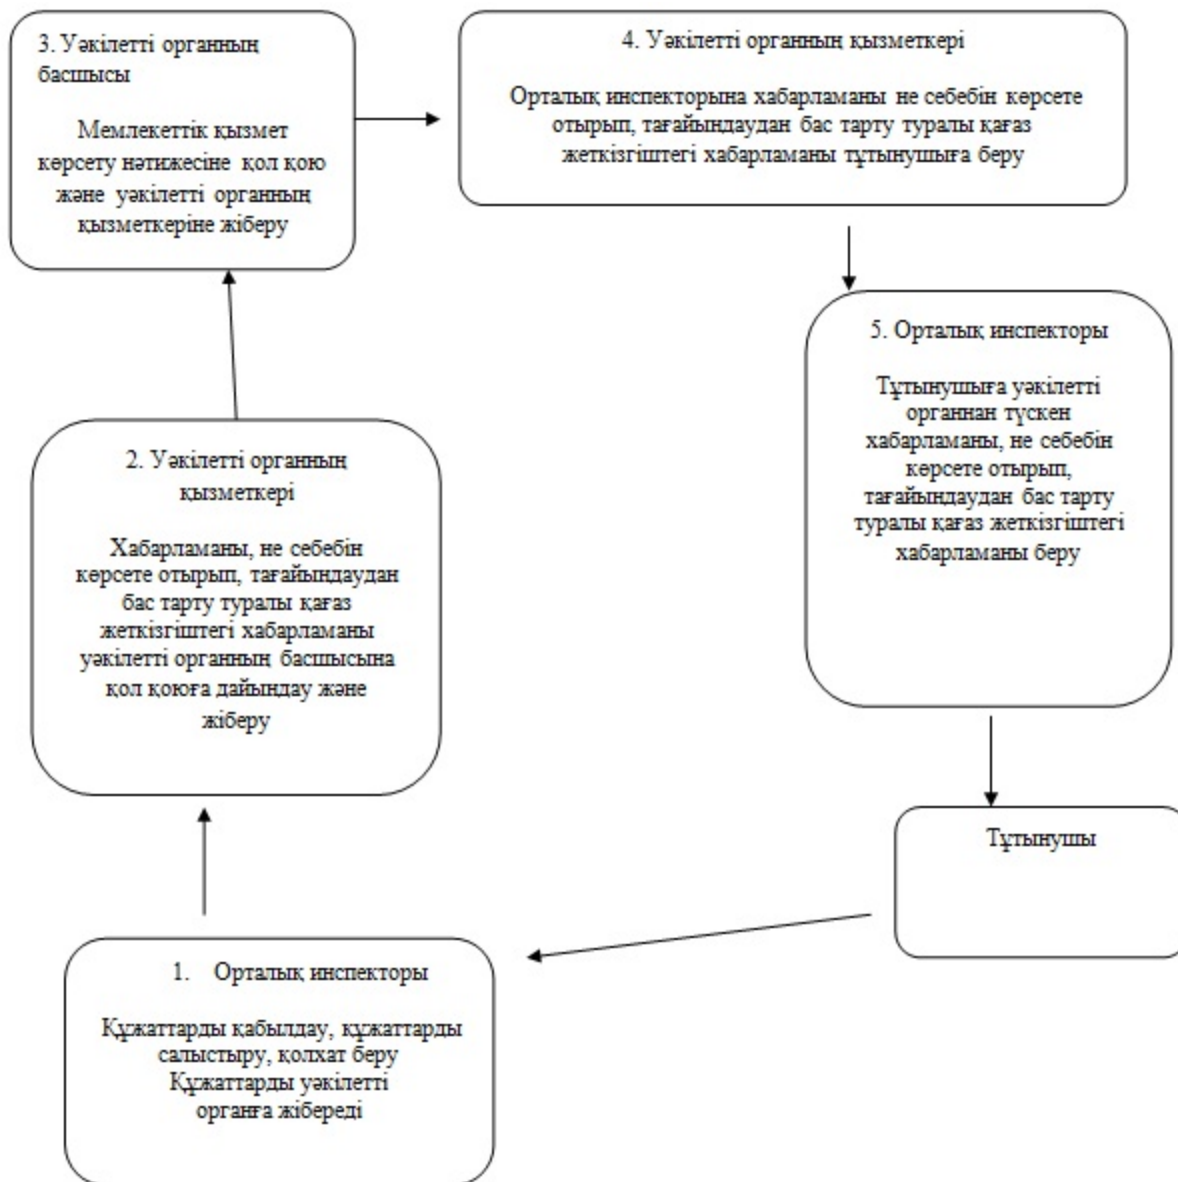 3. Уәкілетті органның
басшысы
Мемлекеттік қызмет
көрсету нәтижесіне қол қою
және уәкілетті органның
қызметкеріне жіберу
4. Уәкілетті органның қызметкері
Орталық инспекторына хабарламаны не себебін көрсете
отырып, тағайындаудан бас тарту туралы қағаз
жеткізгіштегі хабарламаны тұтынушыға беру
5. Орталық инспекторы
Тұтынушыға уәкілетті
органнан түскен
хабарламаны, не себебін
көрсете отырып,
тағайындаудан бас тарту
туралы қағаз жеткізгіштегі
хабарламаны беру
2. Уәкілетті органның
қызметкері
Хабарламаны, не себебін
көрсете отырып, тағайындаудан
бас тарту туралы қағаз
жеткізгіштегі хабарламаны
уәкілетті органның басшысына
қол қоюға дайындау және
жіберу
Тұтынушы
1. Орталық инспекторы
Құжаттарды қабылдау, құжаттарды
салыстыру, қолхат беру
Құжаттарды уәкілетті
органға жібереді